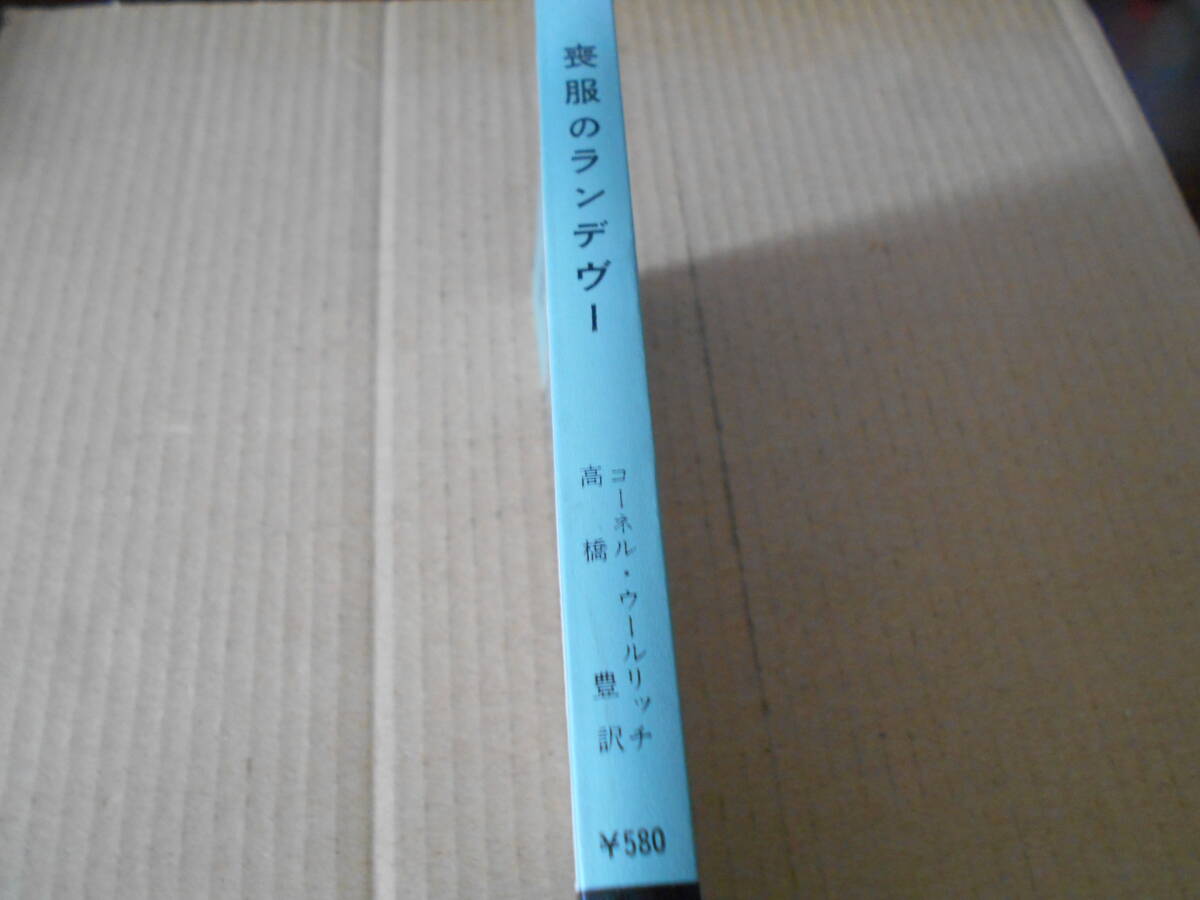 喪服のランデヴー
コーネル・ウールリッチ
高橋豊訳
¥580